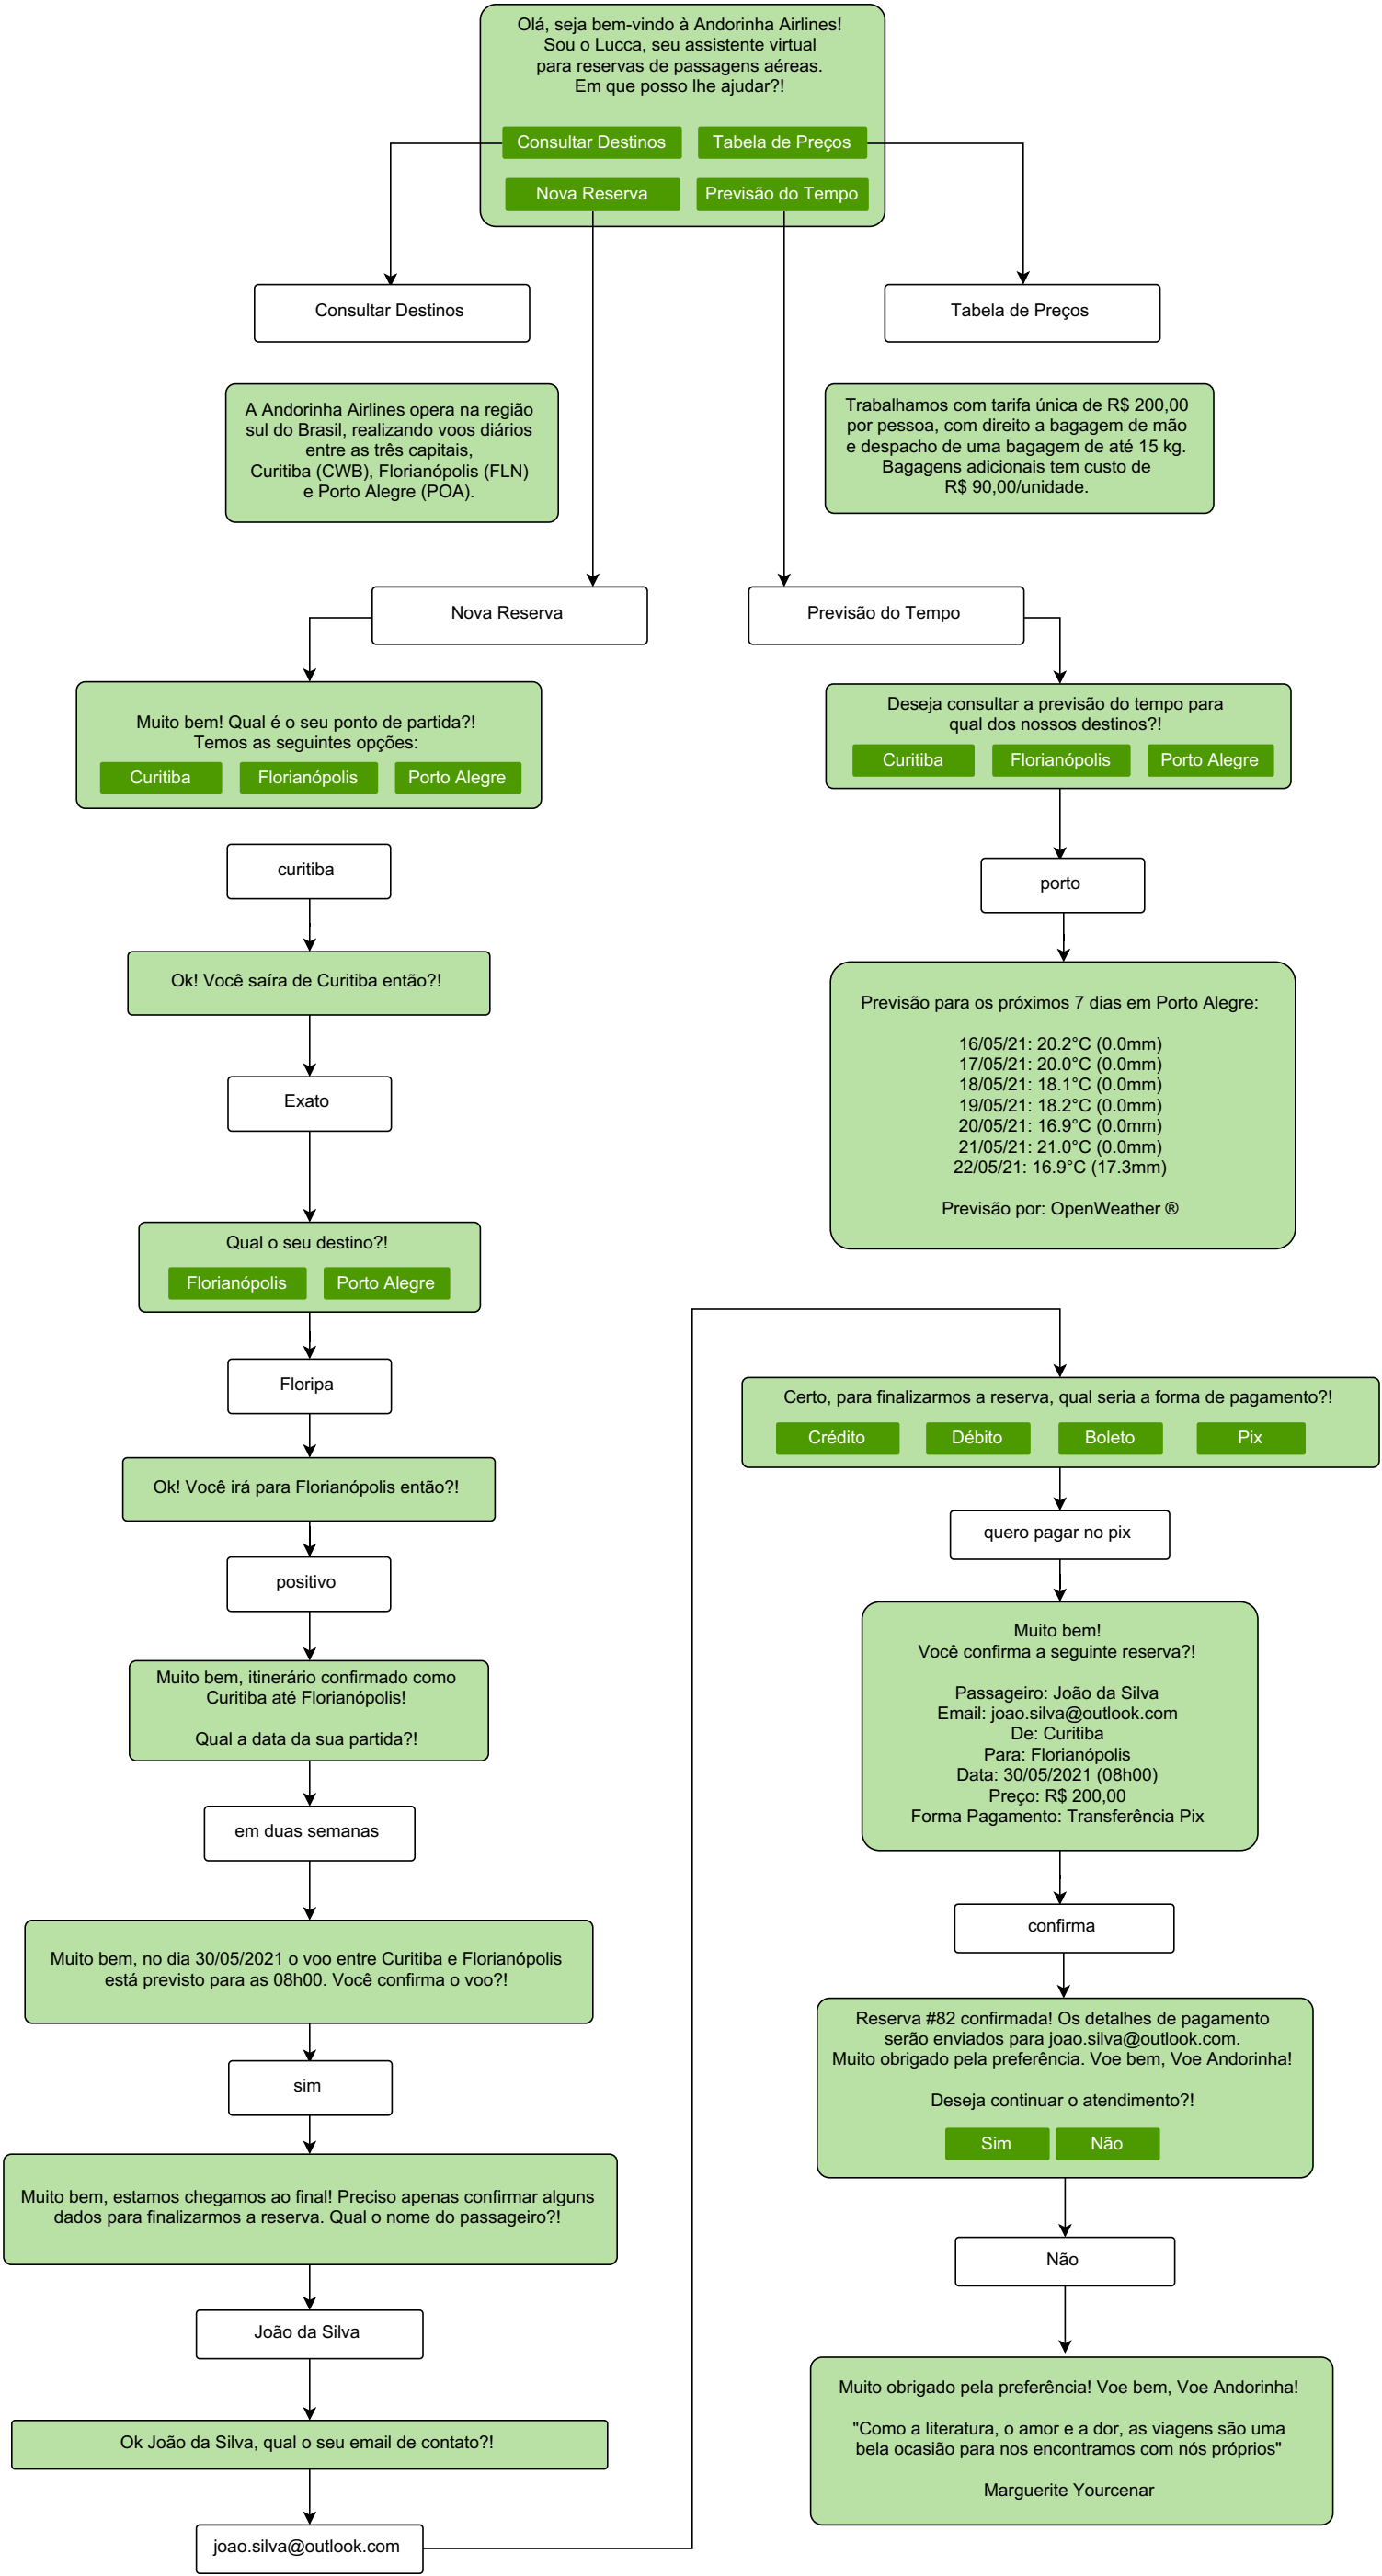 Olá, seja bem-vindo à Andorinha Airlines!
Sou o Lucca, seu assistente virtual
para reservas de passagens aéreas.
Em que posso lhe ajudar?!
Consultar Destinos
Tabela de Preços
Nova Reserva
Previsão do Tempo
Consultar Destinos
Tabela de Preços
A Andorinha Airlines opera na região
sul do Brasil, realizando voos diários
entre as três capitais,
Curitiba (CWB), Florianópolis (FLN)
e Porto Alegre (POA).
Trabalhamos com tarifa única de R$ 200,00
por pessoa, com direito a bagagem de mão
e despacho de uma bagagem de até 15 kg.
Bagagens adicionais tem custo de
R$ 90,00/unidade.
Nova Reserva
Previsão do Tempo
Muito bem! Qual é o seu ponto de partida?!
Temos as seguintes opções:
Curitiba
Florianópolis
Porto Alegre
curitiba
Ok! Você saíra de Curitiba então?!
Exato
Qual o seu destino?!
Florianópolis
Porto Alegre
Floripa
Ok! Você irá para Florianópolis então?!
positivo
Muito bem, itinerário confirmado como
Curitiba até Florianópolis!
Qual a data da sua partida?!
em duas semanas
Muito bem, no dia 30/05/2021 o voo entre Curitiba e Florianópolis
está previsto para as 08h00. Você confirma o voo?!
sim
Muito bem, estamos chegamos ao final! Preciso apenas confirmar alguns
dados para finalizarmos a reserva. Qual o nome do passageiro?!
João da Silva
Ok João da Silva, qual o seu email de contato?!
joao.silva@outlook.com
Deseja consultar a previsão do tempo para
qual dos nossos destinos?!
Curitiba
Florianópolis
Porto Alegre
porto
Previsão para os próximos 7 dias em Porto Alegre:
16/05/21: 20.2°C (0.0mm)
17/05/21: 20.0°C (0.0mm)
18/05/21: 18.1°C (0.0mm)
19/05/21: 18.2°C (0.0mm)
20/05/21: 16.9°C (0.0mm)
21/05/21: 21.0°C (0.0mm)
22/05/21: 16.9°C (17.3mm)
Previsão por: OpenWeather ®
Certo, para finalizarmos a reserva, qual seria a forma de pagamento?!
Crédito
Débito
Boleto
Pix
quero pagar no pix
Muito bem!
Você confirma a seguinte reserva?!
Passageiro: João da Silva
Email: joao.silva@outlook.com
De: Curitiba
Para: Florianópolis
Data: 30/05/2021 (08h00)
Preço: R$ 200,00
Forma Pagamento: Transferência Pix
confirma
Reserva #82 confirmada! Os detalhes de pagamento
serão enviados para joao.silva@outlook.com.
Muito obrigado pela preferência. Voe bem, Voe Andorinha!
Deseja continuar o atendimento?!
Sim
Não
Não
Muito obrigado pela preferência! Voe bem, Voe Andorinha!
"Como a literatura, o amor e a dor, as viagens são uma
bela ocasião para nos encontramos com nós próprios"
Marguerite Yourcenar